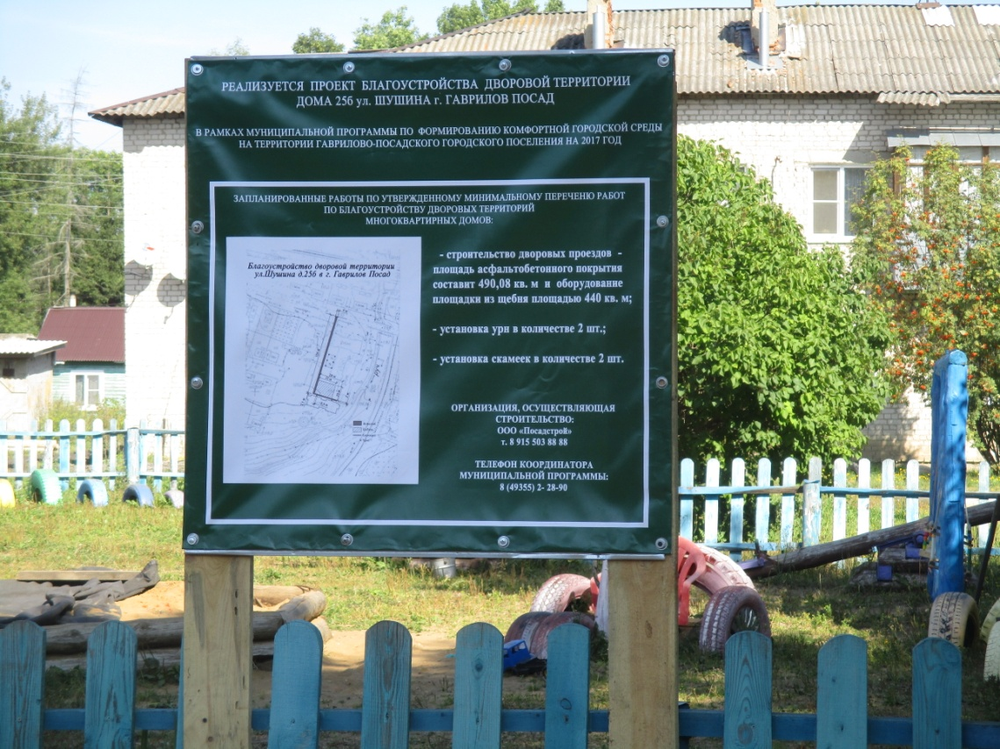 РЕАЛИЗУЕТСЯ ПРОЕКТ БЛАГОУСТРОЙСТВА ДВОРОВОЙ ТЕРРИТОРИИ
ДОМА 25б ул. ШУШИНА г. ГАВРИЛОВ ПОСАД
В РАМКАХ МУНИЦИПАЛЬНОЙ ПРОГРАММЫ ПО ФОРМИРОВАНИЮ КОМФОРТНОЙ ГОРОДСКОЙ СРЕДЫ
НА ТЕРРИТОРИИ ГАВРИЛОВО-ПОСАДСКОГО ГОРОДСКОГО ПОСЕЛЕНИЯ НА 2017 ГОД
ЗАПЛАНИРОВАННЫЕ РАБОТЫ ПО УТВЕРЖДЕННОМУ МИНИМАЛЬНОМУ ПЕРЕЧЕНЮ РАБОТ
ПО БЛАГОУСТРОЙСТВУ ДВОРОВЫХ ТЕРРИТОРИЙ
МНОГОКВАРТИРНЫХ ДОМОВ:
Благоустройство дворовой территории
ул.Шушина д.25б в г. Гаврилов Посад
- строительство дворовых проездов -
площадь асфальтобетонного покрытия
составит 490,08 кв. м и оборудование
площадки из щебня площадью 440 кв. м;
- установка урн в количестве 2 шт.;
- установка скамеек в количестве 2 шт.
ОРГАНИЗАЦИЯ, ОСУЩЕСТВЛЯЮЩАЯ
СТРОИТЕЛЬСТВО:
ООО «Посадстрой»
т. 8 915 503 88 88
ТЕЛЕФОН КООРДИНАТОРА
МУНИЦИПАЛЬНОЙ ПРОГРАММЫ:
8 (49355) 2- 28-90